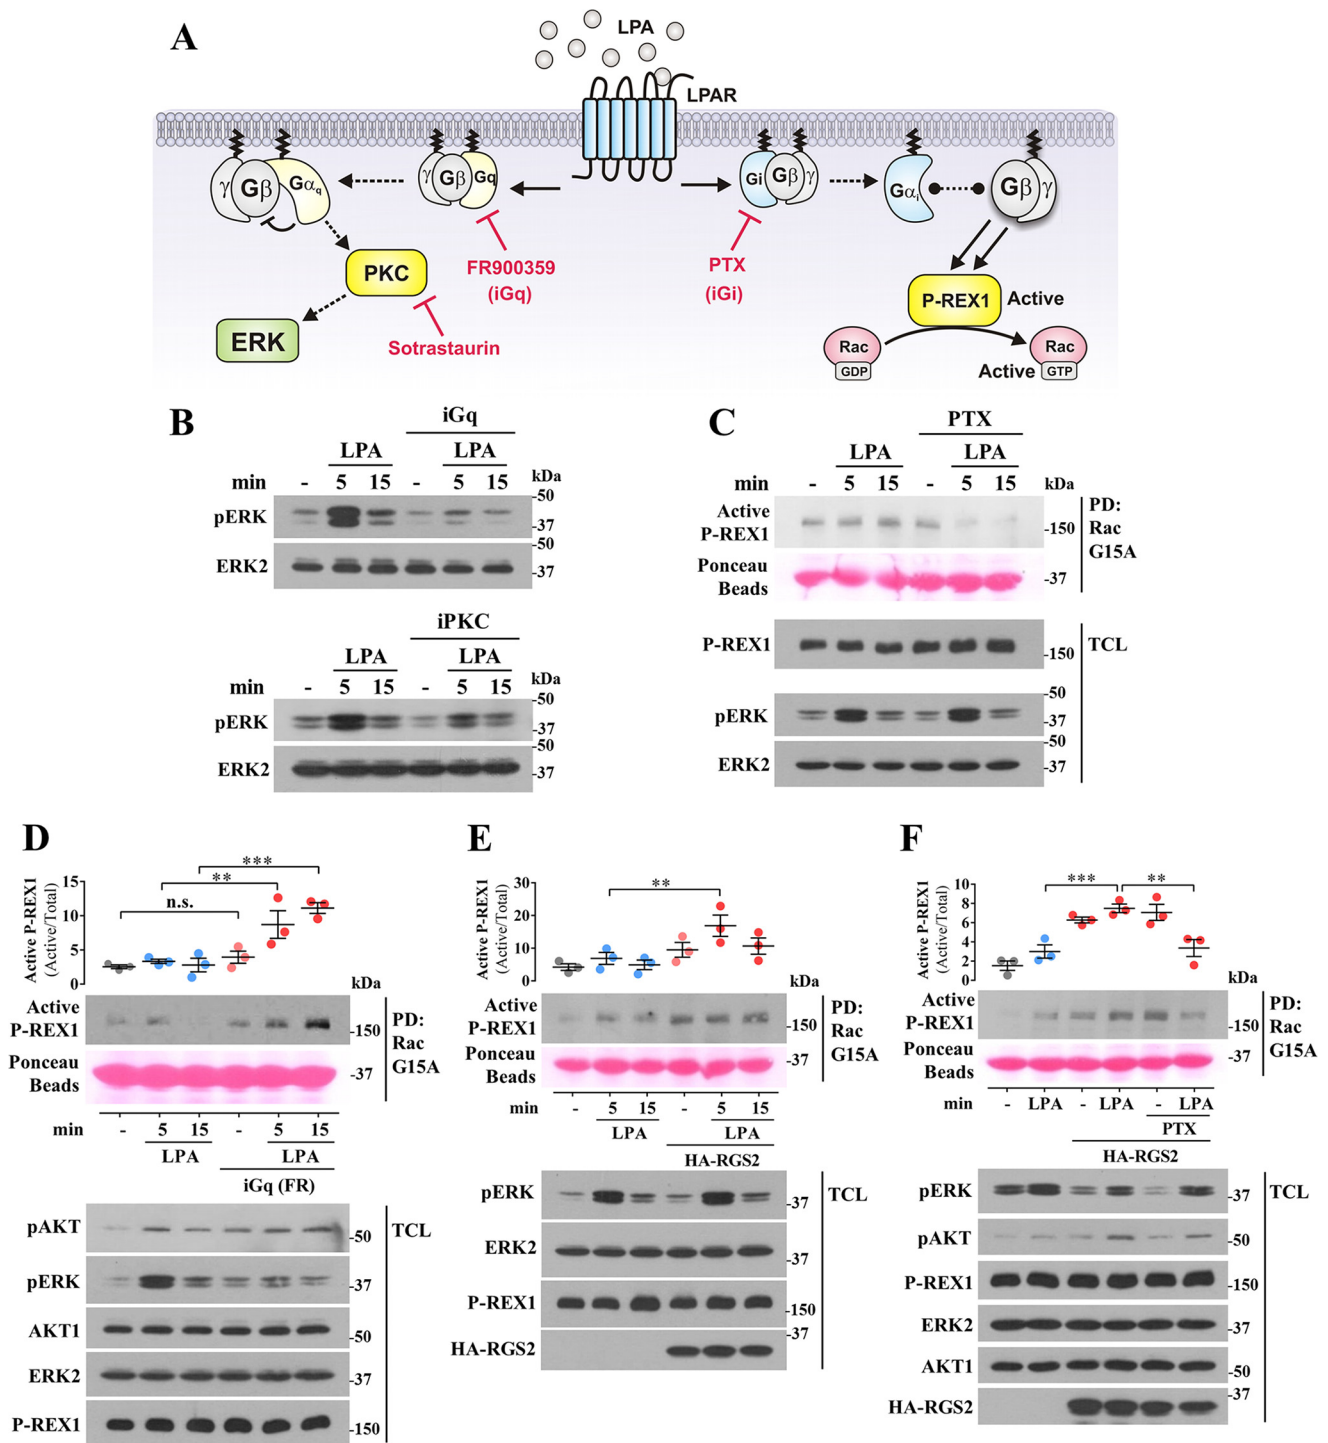 A
LPA
LPAR
γ Gβ Gαq
γ Gβ Gq
Gi Gβ γ
Gαi
Gβ γ
PKC
FR900359
(iGq)
PTX
(iGi)
P-REX1 Active
ERK
Sotrastaurin
Rac
GDP
Active
Rac
GTP
B
iGq
LPA LPA
min - 5 15 - 5 15 kDa
pERK
-50
-37
ERK2
-50
-37
iPKC
LPA LPA
min - 5 15 - 5 15 kDa
pERK
-50
-37
ERK2
-50
-37
C
PTX
LPA LPA
min - 5 15 - 5 15 kDa
Active
P-REX1
-150
Ponceau
Beads
-37
PD:
Rac
G15A
P-REX1
-150
TCL
pERK
-50
-37
ERK2
-50
-37
D
Active P-REX1
(Active/Total)
15
10
5
0
n.s.
**
***
kDa
Active
P-REX1
-150
Ponceau
Beads
-37
PD:
Rac
G15A
min - 5 15 - 5 15
LPA LPA
iGq (FR)
pAKT
-50
TCL
pERK
-37
AKT1
-50
ERK2
-37
P-REX1
-150
E
Active P-REX1
(Active/Total)
30
20
10
0
**
kDa
Active
P-REX1
-150
Ponceau
Beads
-37
PD:
Rac
G15A
min - 5 15 - 5 15
LPA LPA
HA-RGS2
pERK
-37
TCL
ERK2
-37
P-REX1
-150
HA-RGS2
-37
F
Active P-REX1
(Active/Total)
10
8
6
4
2
0
***
**
kDa
Active
P-REX1
-150
Ponceau
Beads
-37
PD:
Rac
G15A
min - LPA - LPA - LPA
PTX
HA-RGS2
pERK
-37
TCL
pAKT
-50
P-REX1
-150
ERK2
-37
AKT1
-50
HA-RGS2
-37